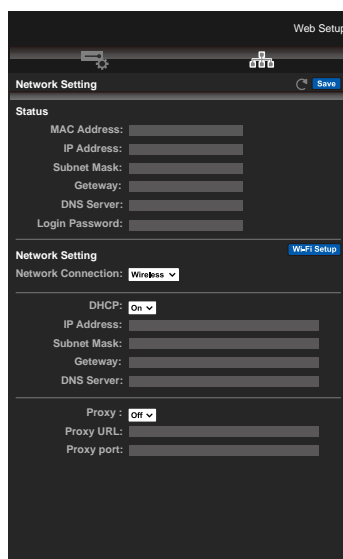 Web Setup
Network Setting
Save
Status
MAC Address:
IP Address:
Subnet Mask:
Geteway:
DNS Server:
Login Password:
Network Setting
Wi-Fi Setup
Network Connection: Wireless
DHCP: On
IP Address:
Subnet Mask:
Geteway:
DNS Server:
Proxy : Off
Proxy URL:
Proxy port: